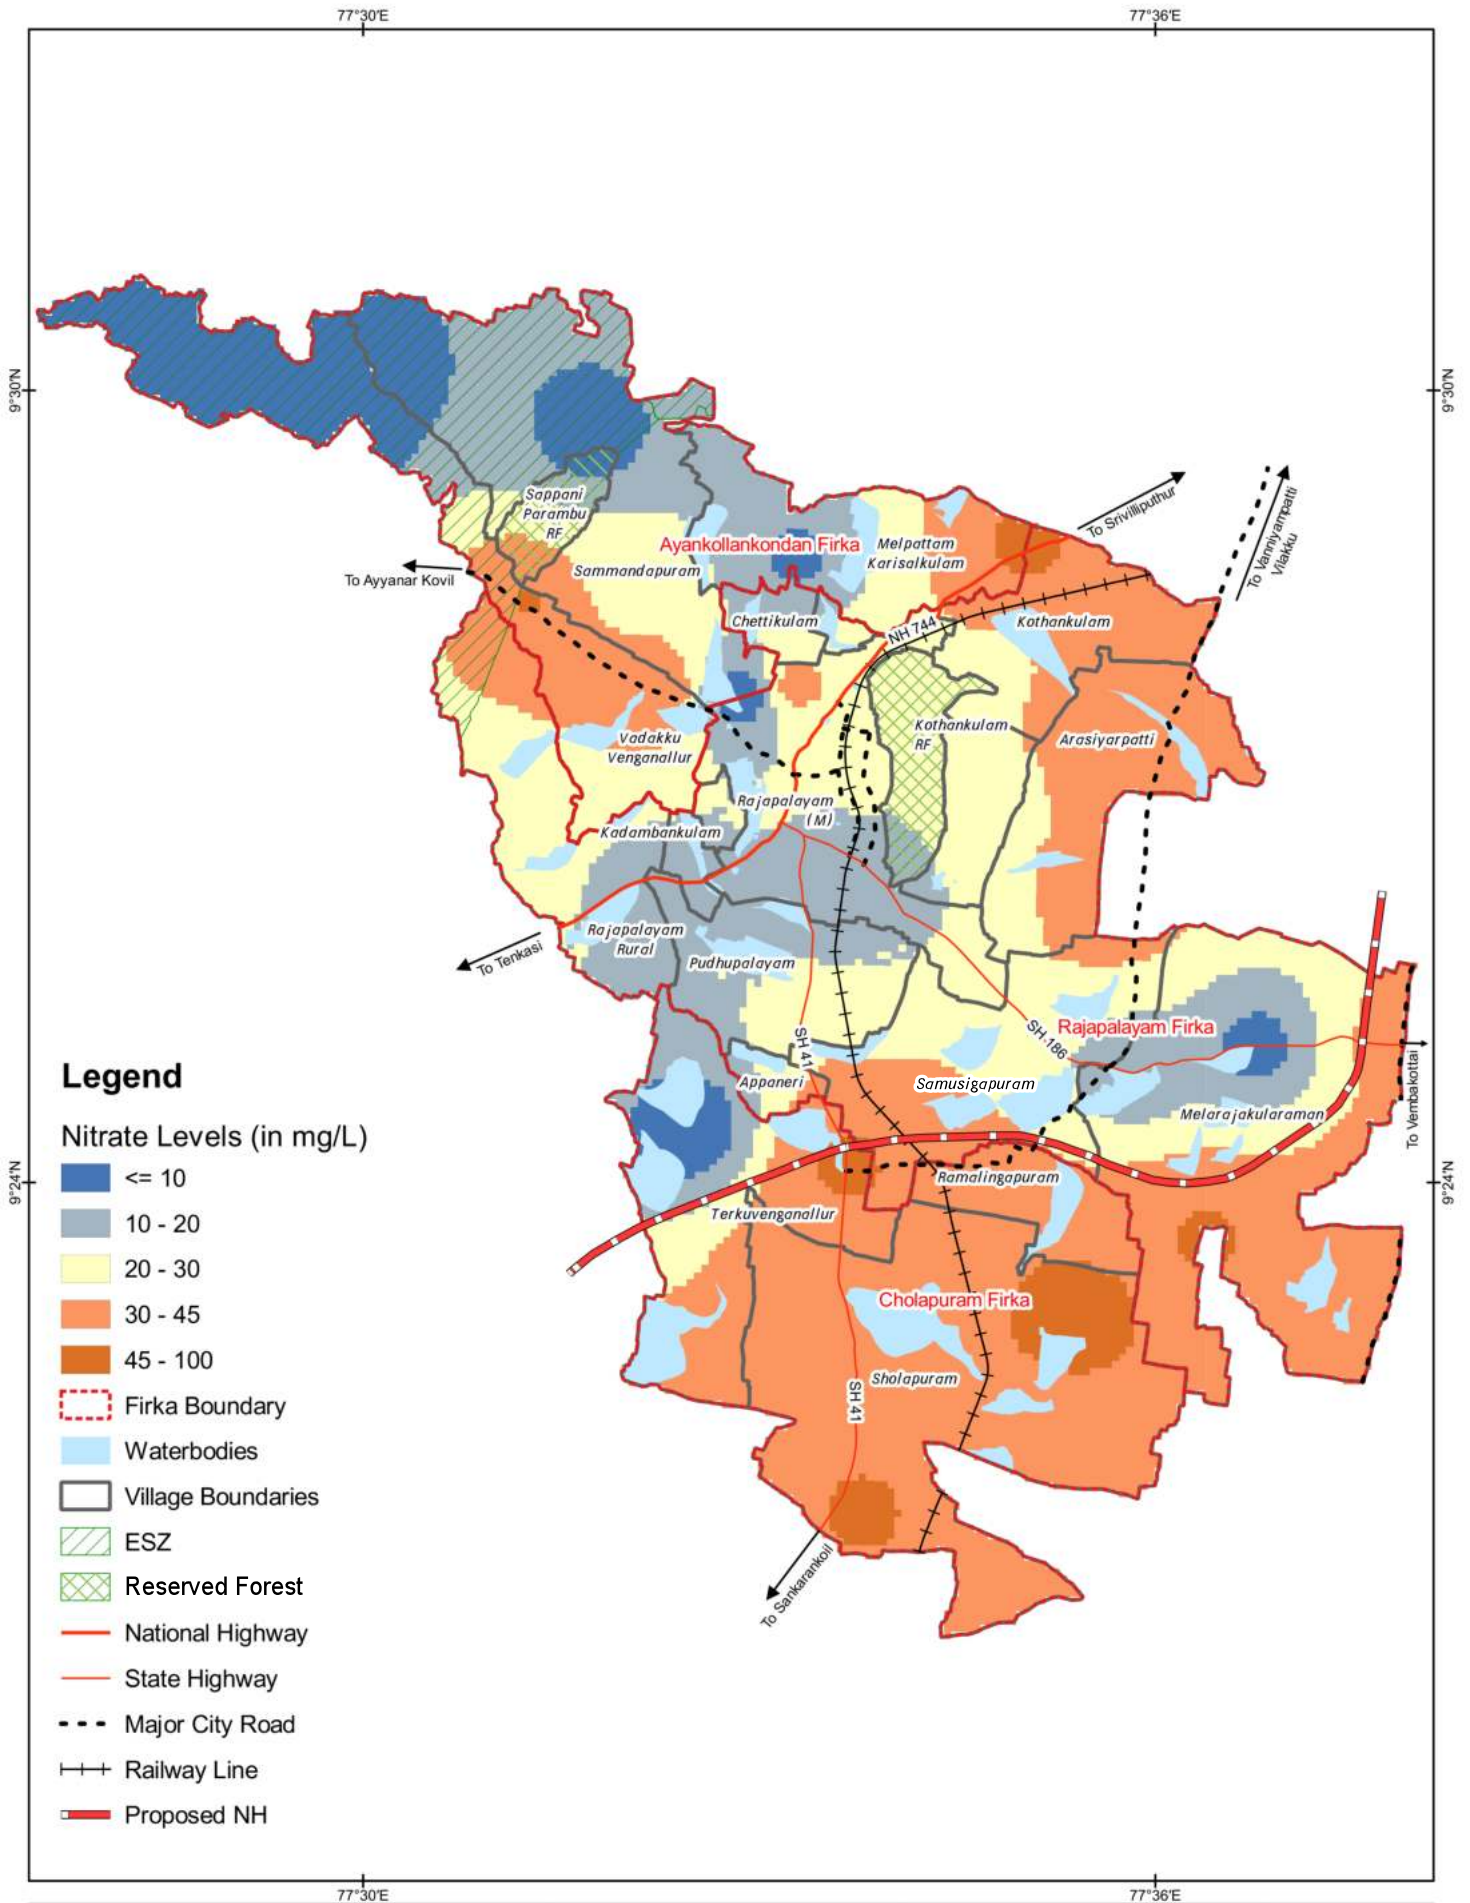 77°30'E
77°36'E
9°30'N
9°30'N
Sappani
Parambu
RF
To Srivilliputhur
To Vanniyampatti
Vilakku
Ayankollankondan Firka
Melpattam
Karisalkulam
To Ayyanar Kovil
Sammandapuram
Chettikulam
NH 744
Kothankulam
Kothankulam
RF
Arasiyarpatti
Vadakku
Venganallur
Rajapalayam
(M)
Kadambankulam
Rajapalayam
Rural
To Tenkasi
Pudhupalayam
SH 41
SH 186
Rajapalayam Firka
Appaneri
Samusigapuram
Melarajakularaman
To Vembakottai
9°24'N
9°24'N
Ramalingapuram
Terkuvenganallur
Cholapuram Firka
Sholapuram
SH 41
To Sankarankoil
Legend
Nitrate Levels (in mg/L)
<= 10
10 - 20
20 - 30
30 - 45
45 - 100
Firka Boundary
Waterbodies
Village Boundaries
ESZ
Reserved Forest
National Highway
State Highway
Major City Road
Railway Line
Proposed NH
77°30'E
77°36'E